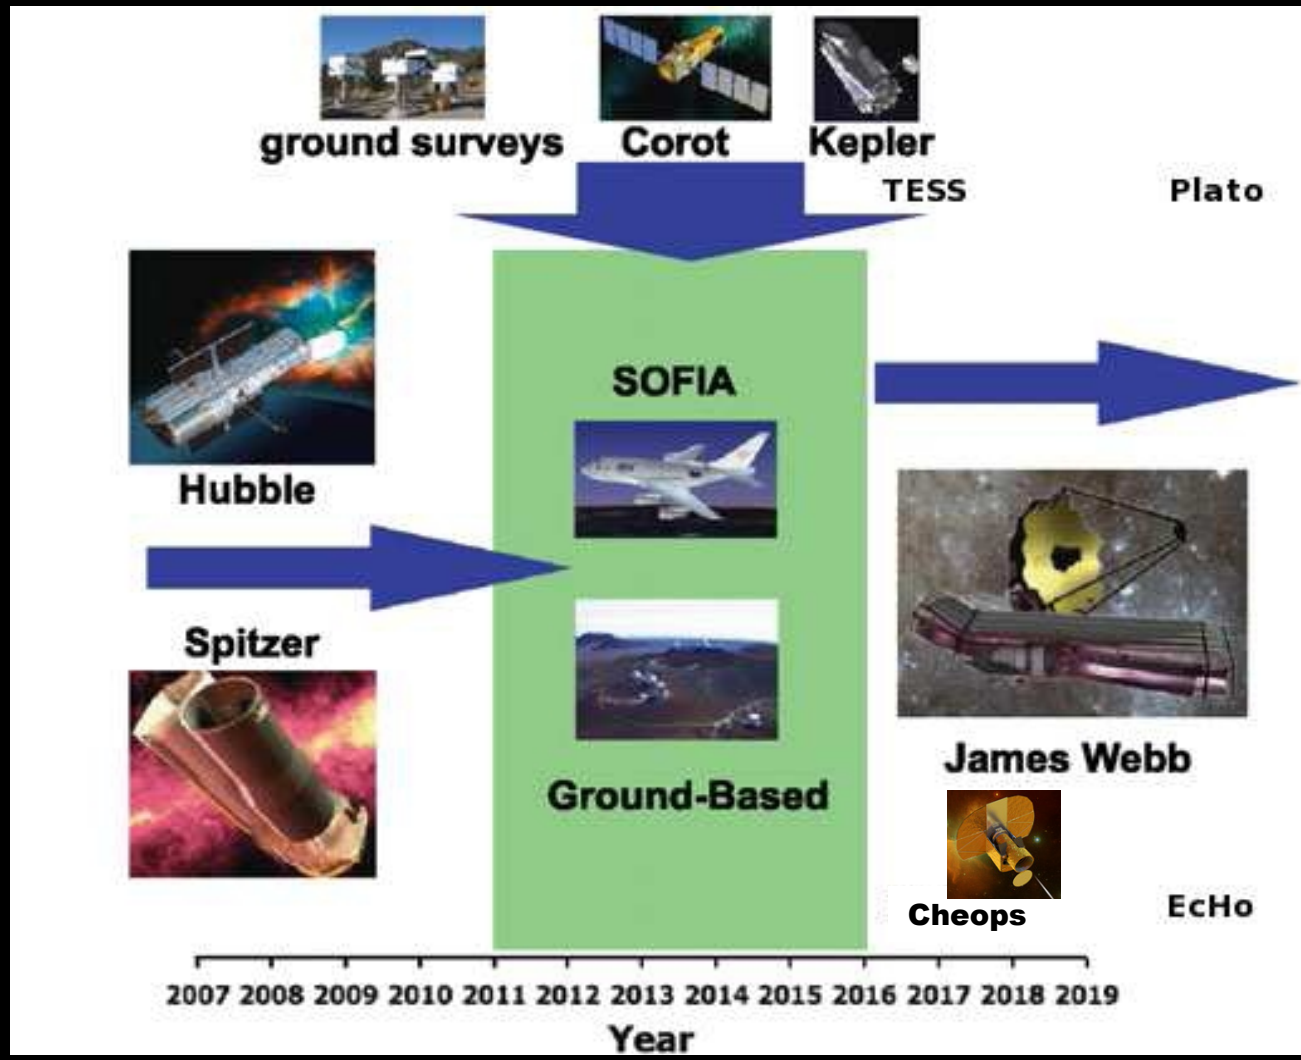 ground surveys
Corot
Kepler
TESS
Plato
Hubble
SOFIA
Spitzer
Ground-Based
James Webb
Cheops
EcHo
2007 2008 2009 2010 2011 2012 2013 2014 2015 2016 2017 2018 2019
Year